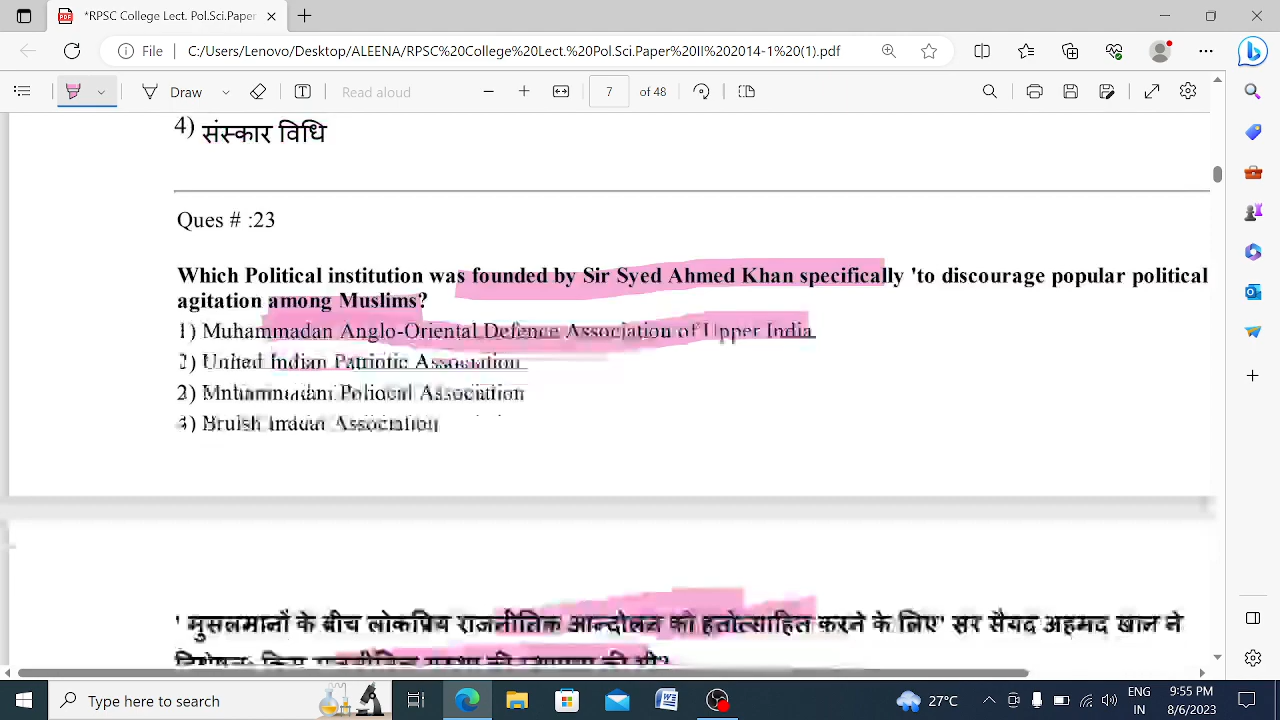 *RPSC College Lect. Pol.Sci.Paper
File
C:/Users/Lenovo/Desktop/ALEENA/RPSC%20College%20Lect.%20Pol.Sci.Paper%20II%202014-1%20(1).pdf
Draw
Read aloud
7 of 48
4) संस्कार विधि
Ques # :23
Which Political institution was founded by Sir Syed Ahmed Khan specifically 'to discourage popular political
agitation among Muslims?
1) Muhammadan Anglo-Oriental Defence Association of Upper India
United Indian Patriotic Association
Association
Association
' मुसलमानों के बीच लोकप्रिय राजनीतिक आन्दोलन को हतोत्साहित करने के लिए' सर सैयद अहमद खान ने
Type here to search
27°C
ENG
IN
9:55 PM
8/6/2023